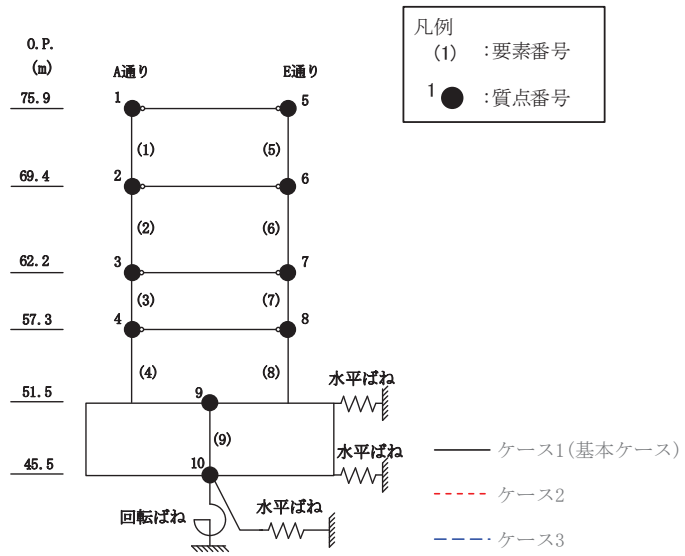 O.P.
(m)
A通り
E通り
75.9
1
5
(1)
(5)
69.4
2
6
(2)
(6)
62.2
3
7
(3)
(7)
57.3
4
8
(4)
(8)
水平ばね
51.5
9
(9)
水平ばね
45.5
10
回転ばね
水平ばね
凡例
(1) :要素番号
1 :質点番号
ケース1(基本ケース)
ケース2
ケース3